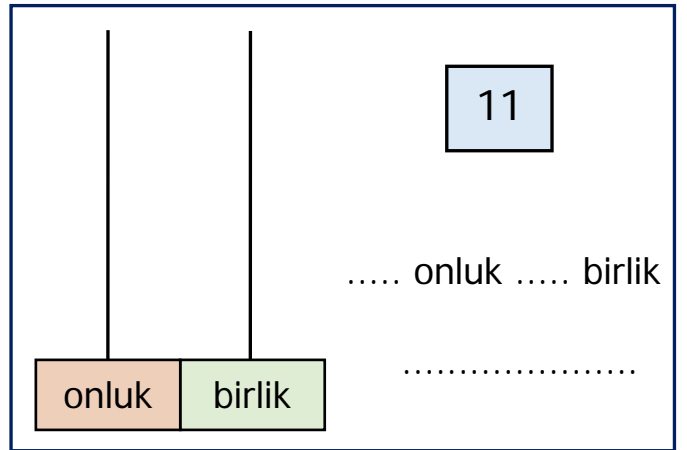 11
..... onluk ..... birlik
.....................
onluk birlik